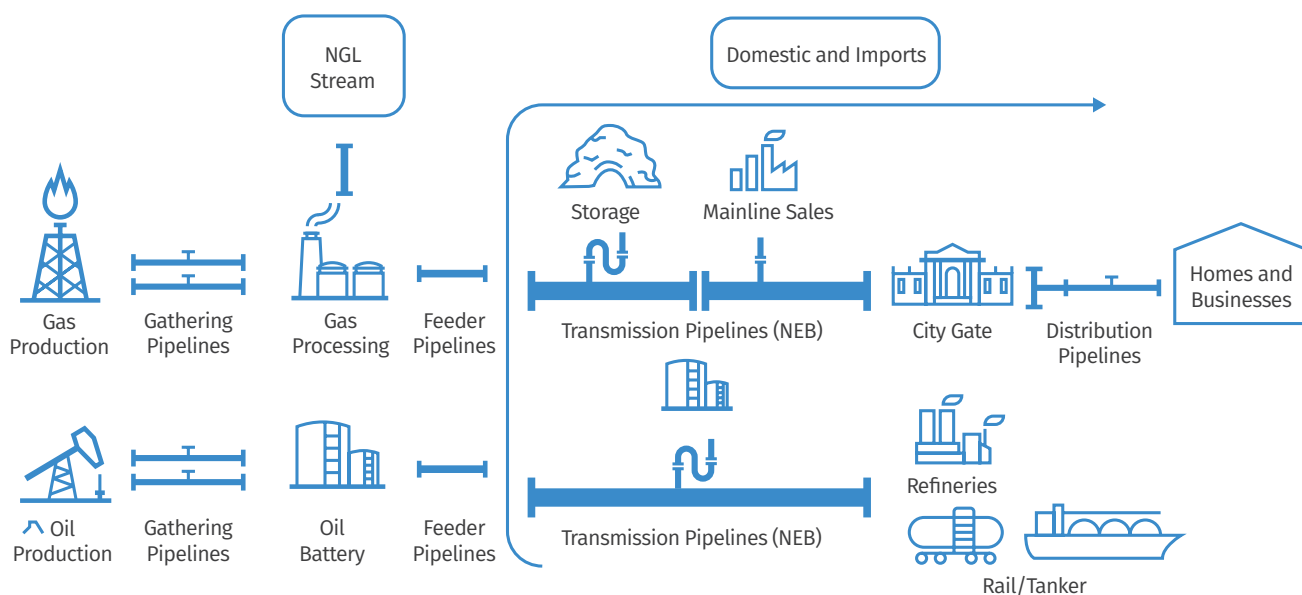 NGL
Stream
Domestic and Imports
Storage
Mainline Sales
Gas
Production
Gathering
Pipelines
Gas
Processing
Feeder
Pipelines
Transmission Pipelines (NEB)
City Gate
Distribution
Pipelines
Homes and
Businesses
Oil
Production
Gathering
Pipelines
Oil
Battery
Feeder
Pipelines
Transmission Pipelines (NEB)
Refineries
Rail/Tanker